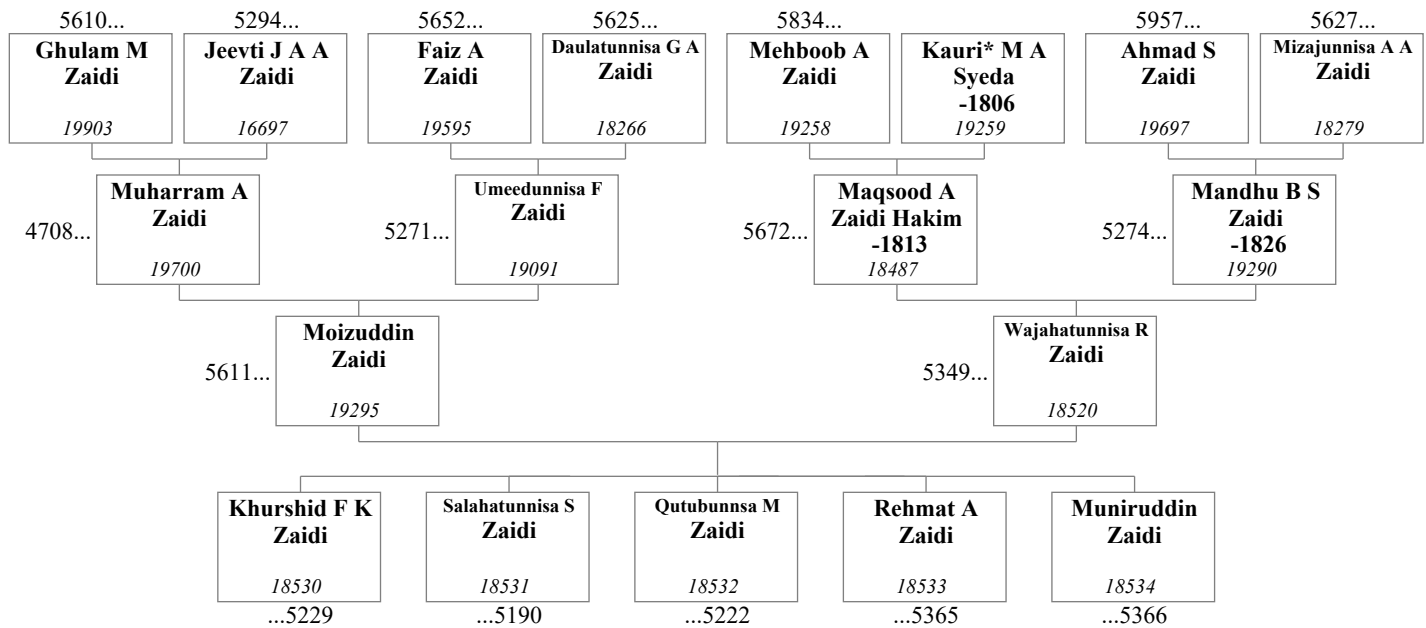 5610... 5294... 5652... 5625... 5834... 5957... 5627...
Ghulam M Jeevti J A A Faiz A Daulatunnisa G A Mehboob A Kauri* M A Ahmad S Mizajunnisa A A
Zaidi Zaidi Zaidi Zaidi Zaidi Syeda Zaidi Zaidi
-1806
19903 16697 19595 18266 19258 19259 19697 18279
Muharram A Umeedunnisa F Maqsood A Mandhu B S
Zaidi Zaidi Zaidi Hakim Zaidi
4708... 5271... 5672... -1813 5274... -1826
19700 19091 18487 19290
Moizuddin Wajahatunnisa R
Zaidi Zaidi
5611... 5349...
19295 18520
Khurshid F K Salahatunnisa S Qutubunnsa M Rehmat A Muniruddin
Zaidi Zaidi Zaidi Zaidi Zaidi
18530 18531 18532 18533 18534
...5229 ...5190 ...5222 ...5365 ...5366